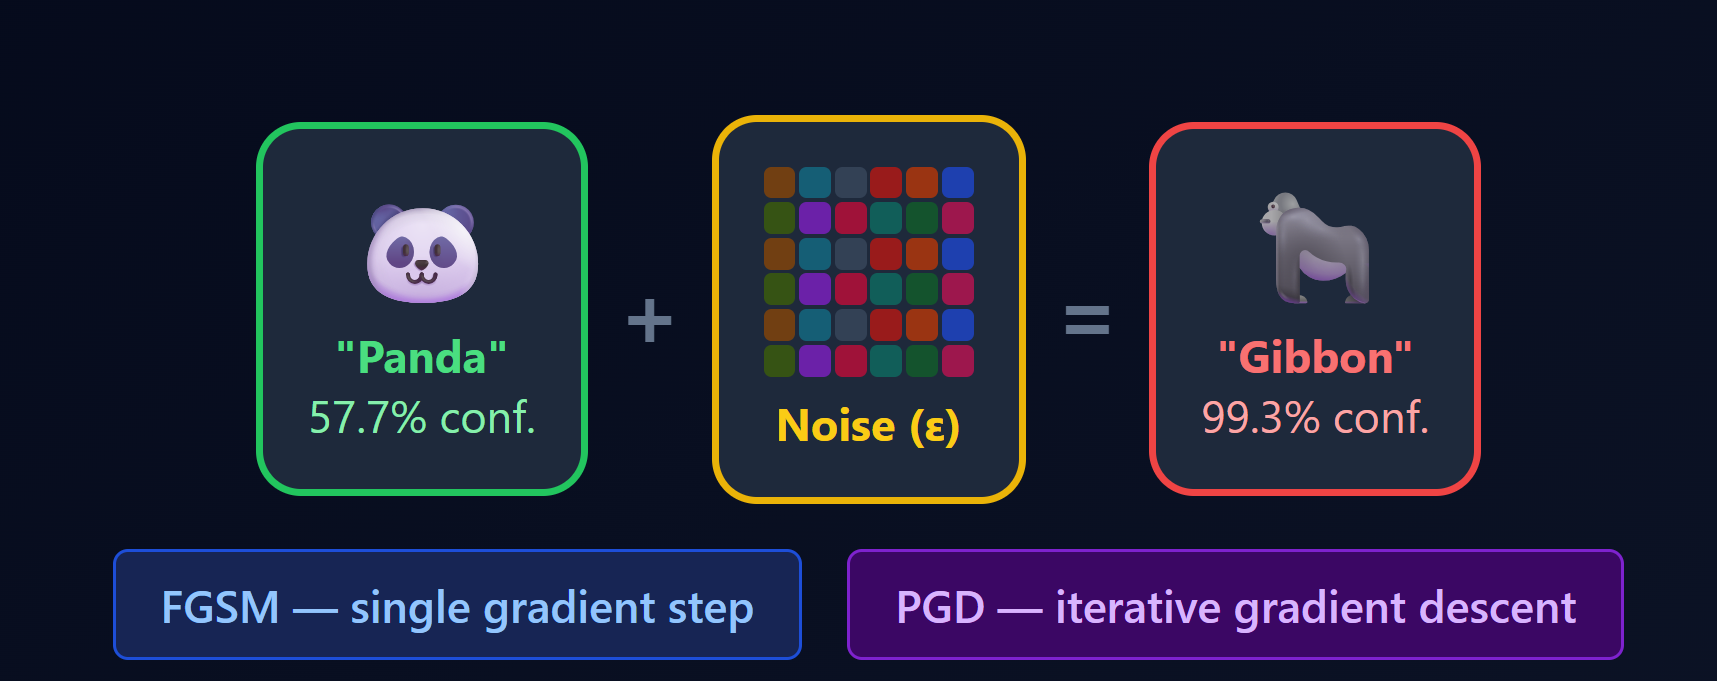 "Panda"
57.7% conf.
+
Noise (ε)
=
"Gibbon"
99.3% conf.
FGSM — single gradient step
PGD — iterative gradient descent